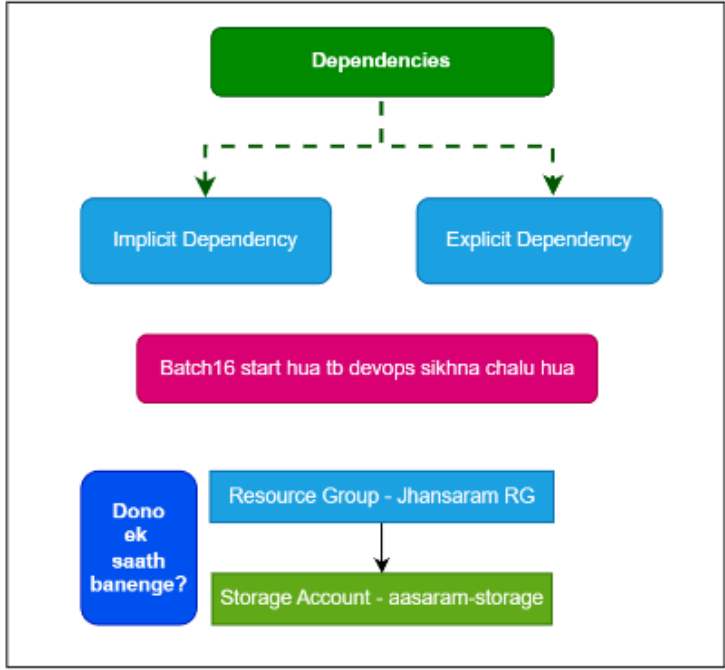 Dependencies
Implicit Dependency
Explicit Dependency
Batch16 start hua tb devops sikhna chalu hua
Dono
ek
saath
banenge?
Resource Group - Jhansaram RG
Storage Account - aasaram-storage